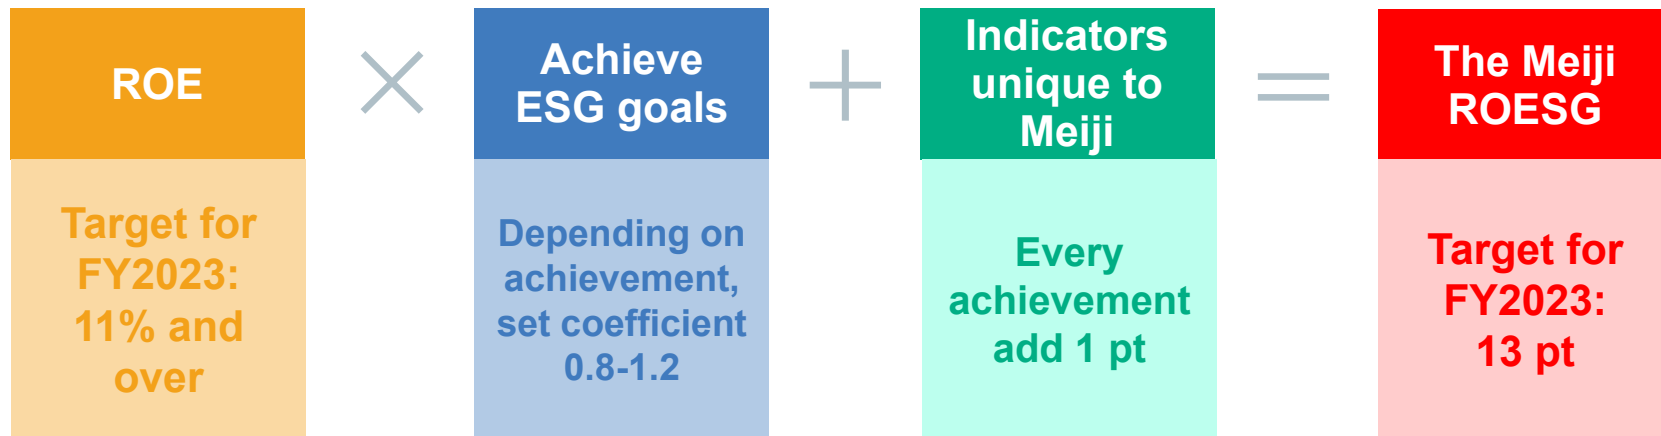 ROE
×
Achieve
ESG goals
+
Indicators
unique to
Meiji
=
The Meiji
ROESG
Target for
FY2023:
11% and
over
Depending on
achievement,
set coefficient
0.8-1.2
Every
achievement
add 1 pt
Target for
FY2023:
13 pt